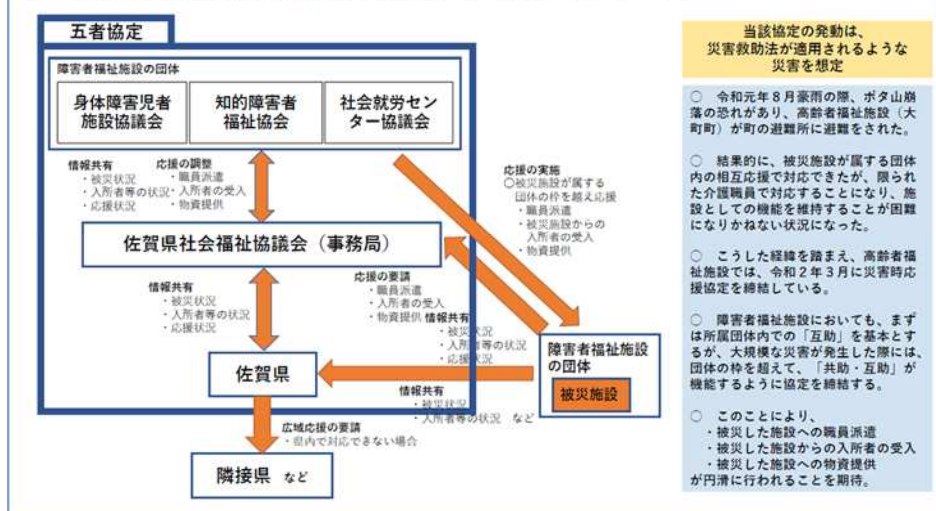 五者協定
障害者福祉施設の団体
身体障害児者
施設協議会
知的障害者
福祉協会
社会就労セン
ター協議会
情報共有
・被災状況
・入所者等の状況
・応援状況
応援の調整
・職員派遣
・入所者の受入
・物資提供
応援の実施
〇被災施設が属する
団体の枠を越え応援
・職員派遣
・被災施設からの
入所者の受入
・物資提供
佐賀県社会福祉協議会（事務局）
情報共有
・被災状況
・入所者等の状況
・応援状況
応援の要請
・職員派遣
・入所者の受入
・物資提供
情報共有
・被災状況
・入所者等の状況
・応援状況
障害者福祉施設
の団体
被災施設
佐賀県
情報共有
・被災状況
・入所者等の状況 など
広域応援の要請
・県内で対応できない場合
隣接県 など
当該協定の発動は、
災害救助法が適用されるような
災害を想定
〇 令和元年８月豪雨の際、ボタ山崩
落の恐れがあり、高齢者福祉施設（大
町町）が町の避難所に避難をされた。
〇 結果的に、被災施設が属する団体
内の相互応援で対応できたが、限られ
た介護職員で対応することになり、施
設としての機能を維持することが困難
になりかねない状況になった。
〇 こうした経緯を踏まえ、高齢者福
祉施設では、令和２年３月に災害時応
援協定を締結している。
〇 障害者福祉施設においても、まず
は所属団体内での「互助」を基本とす
るが、大規模な災害が発生した際には、
団体の枠を超えて、「共助・互助」が
機能するように協定を締結する。
〇 このことにより、
・被災した施設への職員派遣
・被災した施設からの入所者の受入
・被災した施設への物資提供
が円滑に行われることを期待。